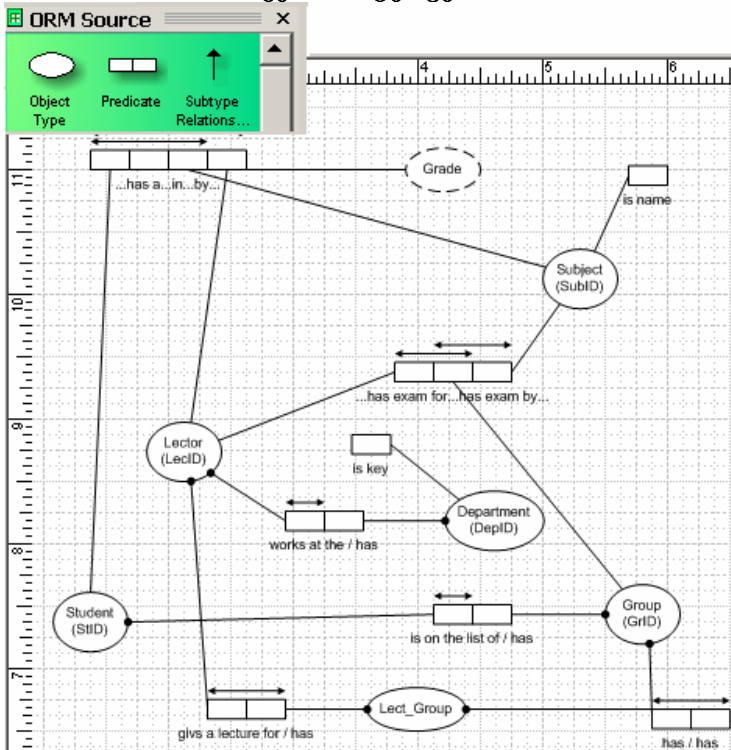 ORM Source
Object
Type
Predicate
Subtype
Relations...
4
5
6
11
10
9
8
7
...has a...in...by...
Grade
is name
Subject
(SubID)
...has exam for...has exam by...
Lector
(LecID)
is key
Department
(DepID)
works at the / has
Student
(StID)
is on the list of / has
Group
(GrID)
givs a lecture for / has
Lect_Group
has / has